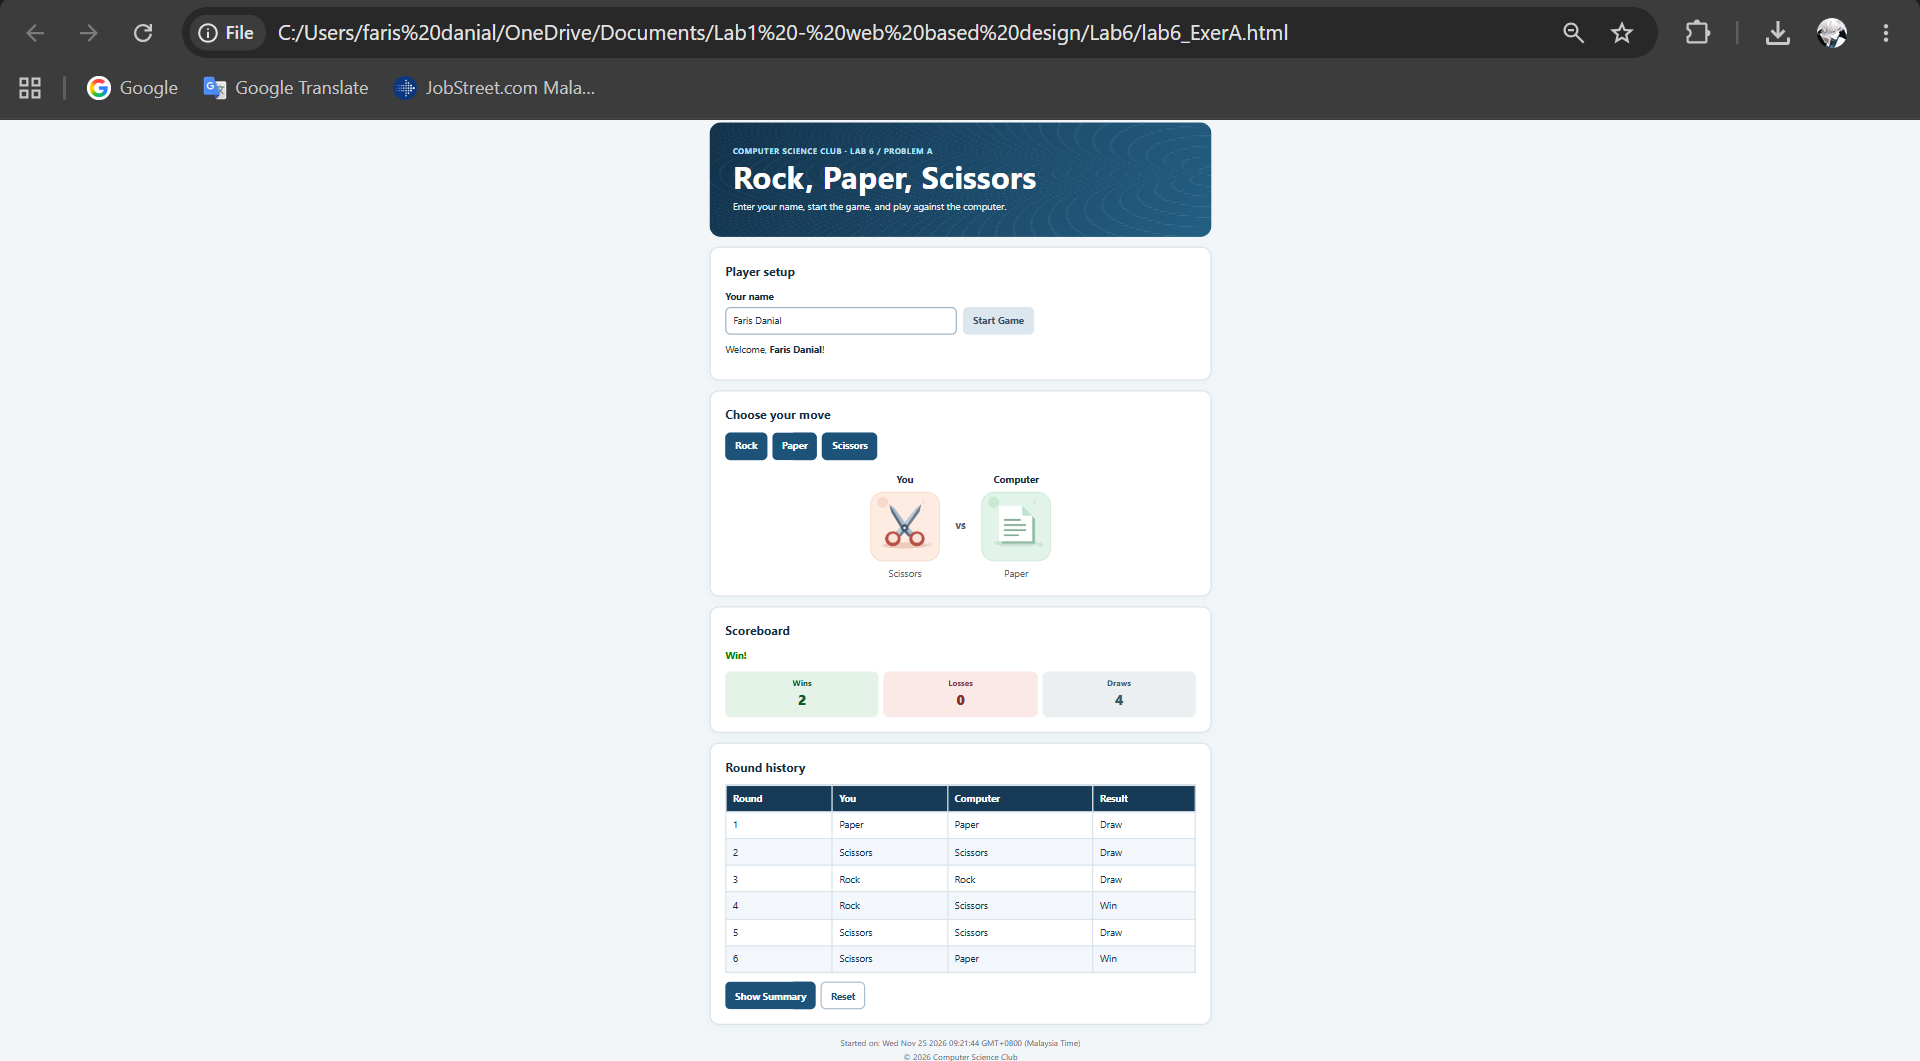 File C:/Users/faris%20danial/OneDrive/Documents/Lab1%20-%20web%20based%20design/Lab6/lab6_ExerA.html
Google Google Translate JobStreet.com Mala...
COMPUTER SCIENCE CLUB · LAB 6 / PROBLEM A
Rock, Paper, Scissors
Enter your name, start the game, and play against the computer.
Player setup
Your name
Faris Danial Start Game
Welcome, Faris Danial!
Choose your move
Rock Paper Scissors
You Computer
vs
Scissors Paper
Scoreboard
Win!
Wins Losses Draws
2 0 4
Round history
Round You Computer Result
1 Paper Paper Draw
2 Scissors Scissors Draw
3 Rock Rock Draw
4 Rock Scissors Win
5 Scissors Scissors Draw
6 Scissors Paper Win
Show Summary Reset
Started on: Wed Nov 25 2026 09:21:44 GMT+0800 (Malaysia Time)
© 2026 Computer Science Club